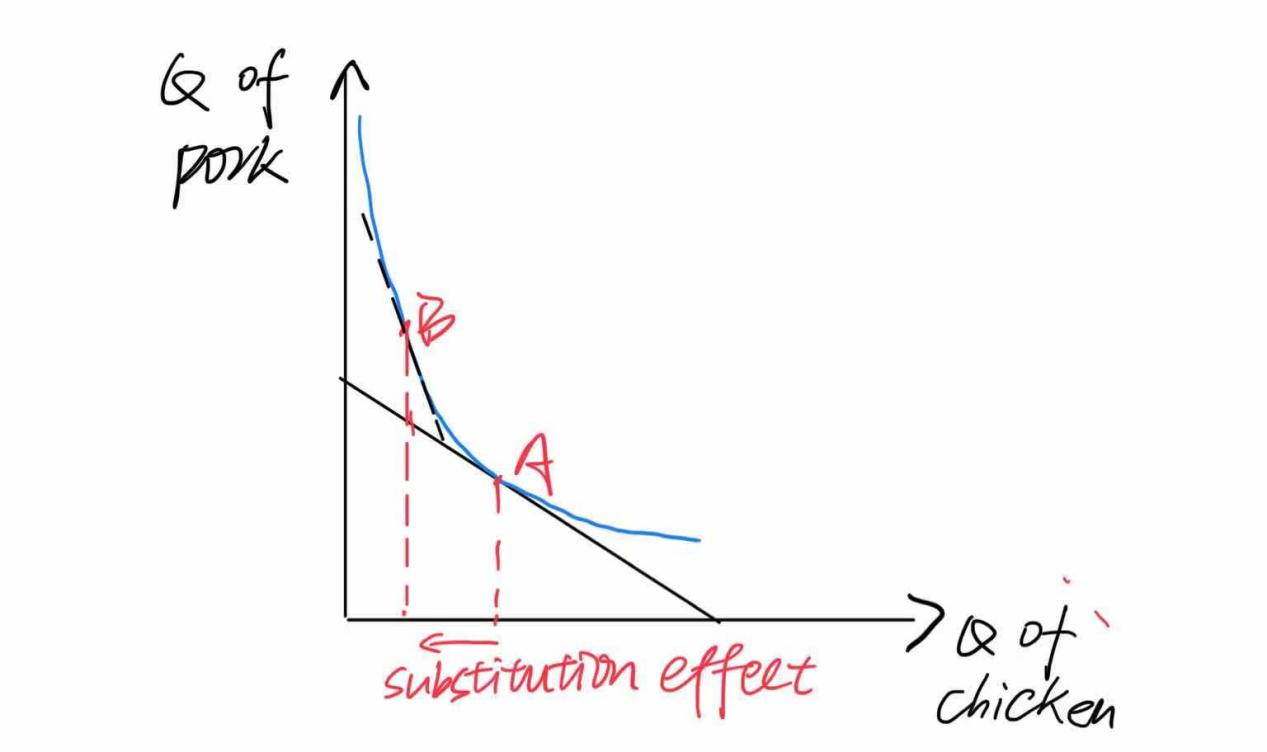 Q of
pork
B
A
substitution effect
Q of
chicken